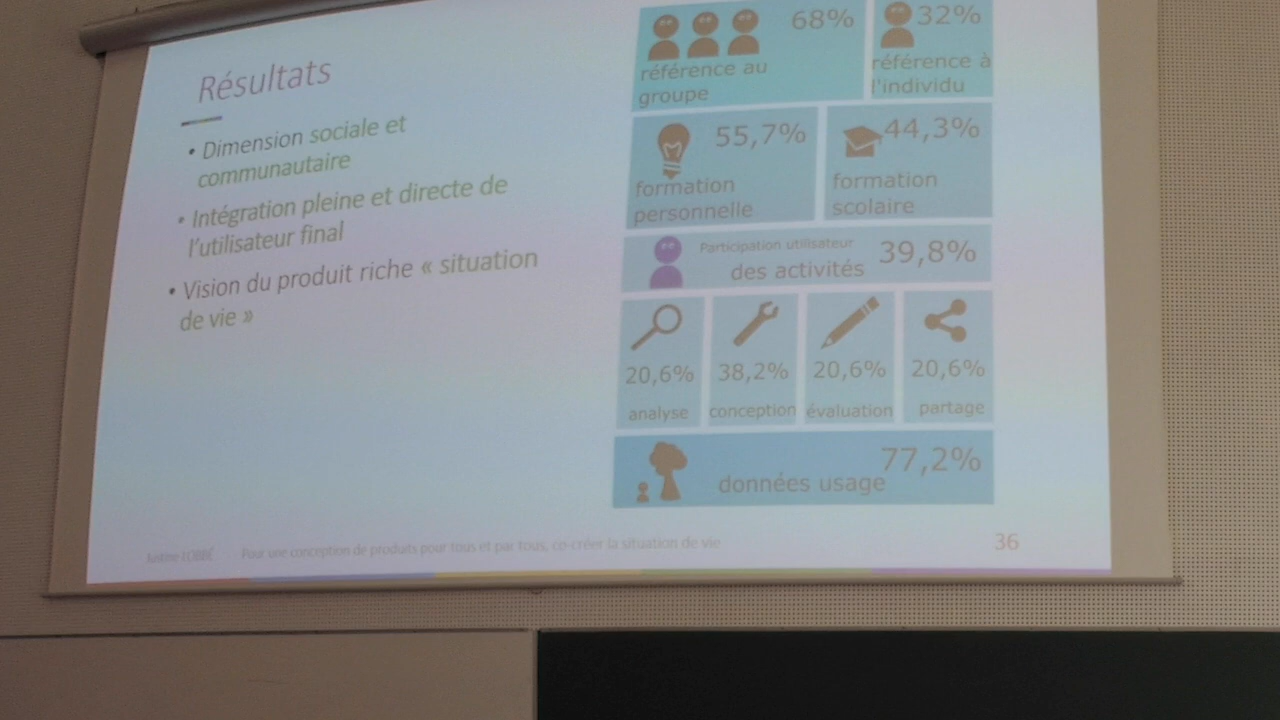 Résultats
• Dimension sociale et
communautaire
• Intégration pleine et directe de
l'utilisateur final
• Vision du produit riche « situation
de vie »
68%
référence au
groupe
32%
référence à
l'individu
55,7%
formation
personnelle
44,3%
formation
scolaire
Participation utilisateur
des activités
39,8%
20,6%
analyse
38,2%
conception
20,6%
évaluation
20,6%
partage
77,2%
données usage
Pour une conception de produits pour tous et par tous, co-créer la situation de vie
36